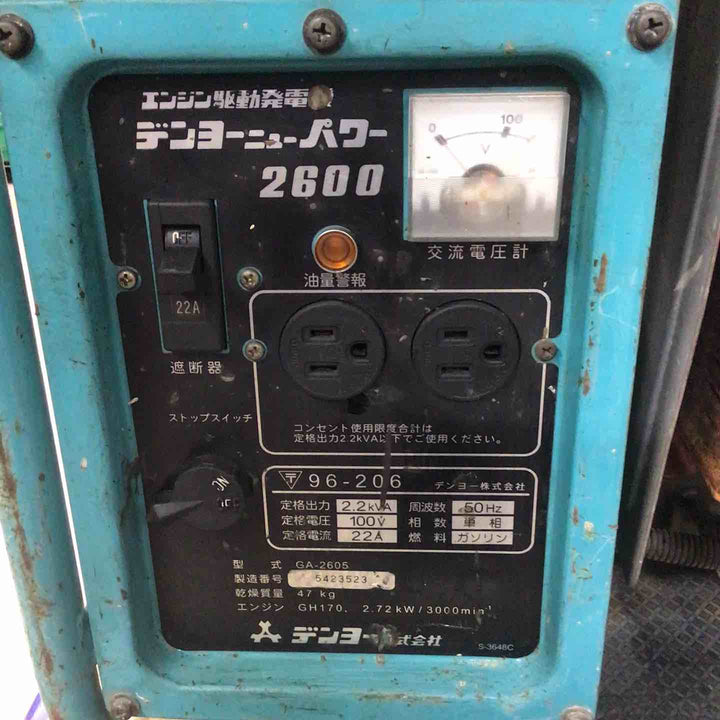 エンジン駆動発電
デンヨーニューパワー
2600
0 100
V
交流電圧計
OFF
22A
遮断器
油量警報
コンセント使用限度合計は
定格出力2.2kVA以下でご使用ください。
ストップスイッチ
ON
OFF
〒 96-206 デンヨー株式会社
定格出力 2.2kVA 周波数 50Hz
定格電圧 100V 相数 単相
定格電流 22A 燃料 ガソリン
型式 GA-2605
製造番号 5423523
乾燥質量 47kg
エンジン GH170、2.72kW/3000min⁻¹
デンヨー株式会社
S-3648C